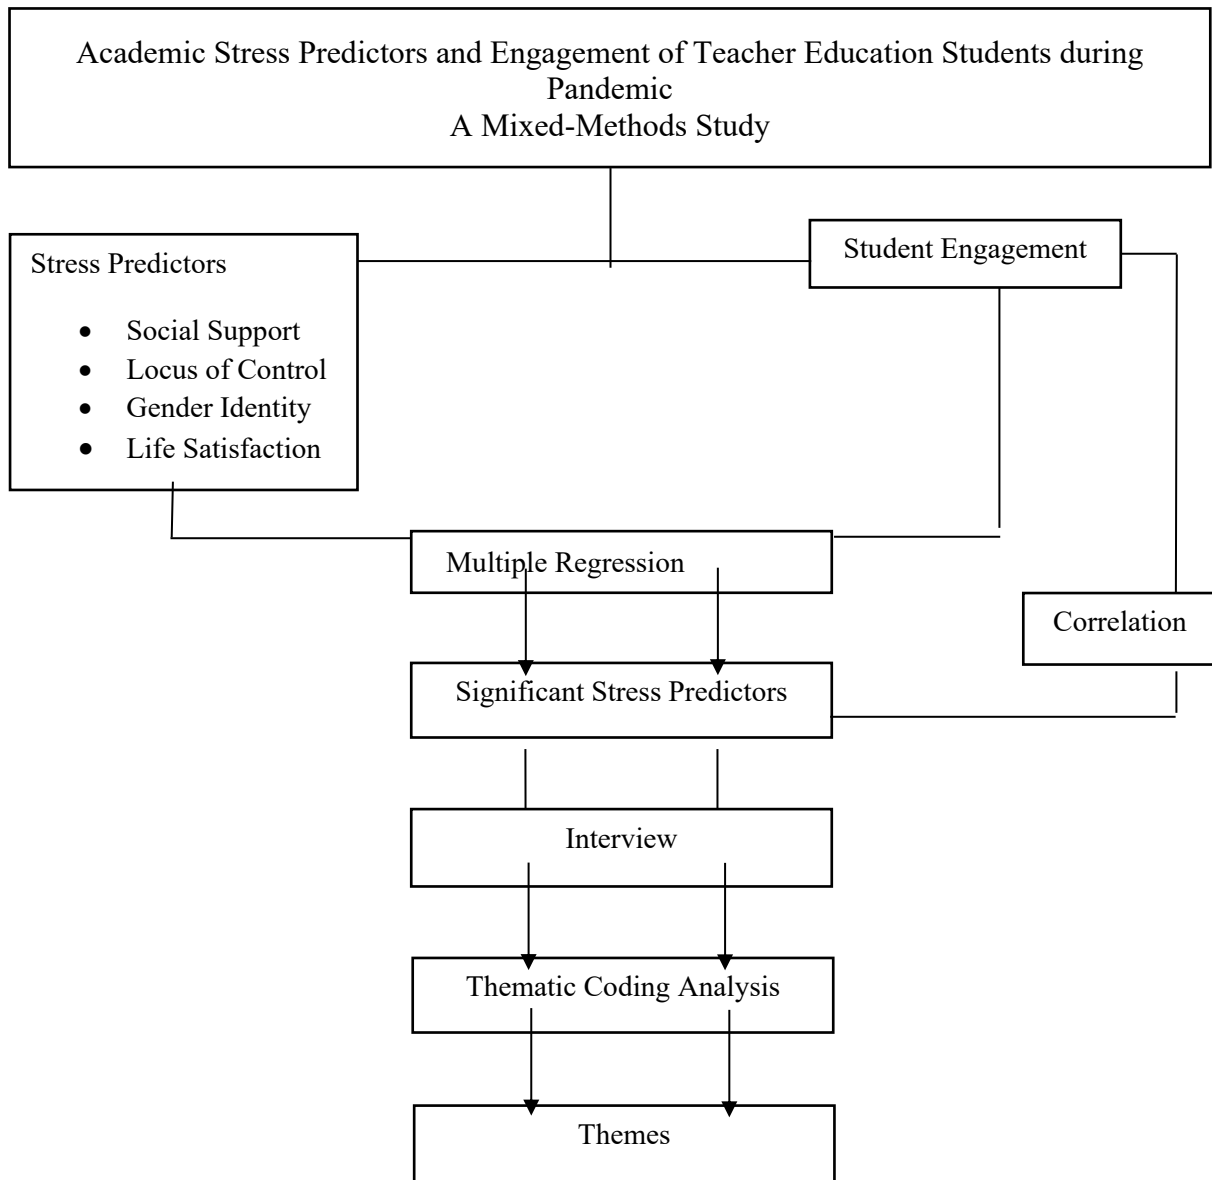 Academic Stress Predictors and Engagement of Teacher Education Students during
Pandemic
A Mixed-Methods Study
Stress Predictors
• Social Support
• Locus of Control
• Gender Identity
• Life Satisfaction
Student Engagement
Multiple Regression
Correlation
Significant Stress Predictors
Interview
Thematic Coding Analysis
Themes